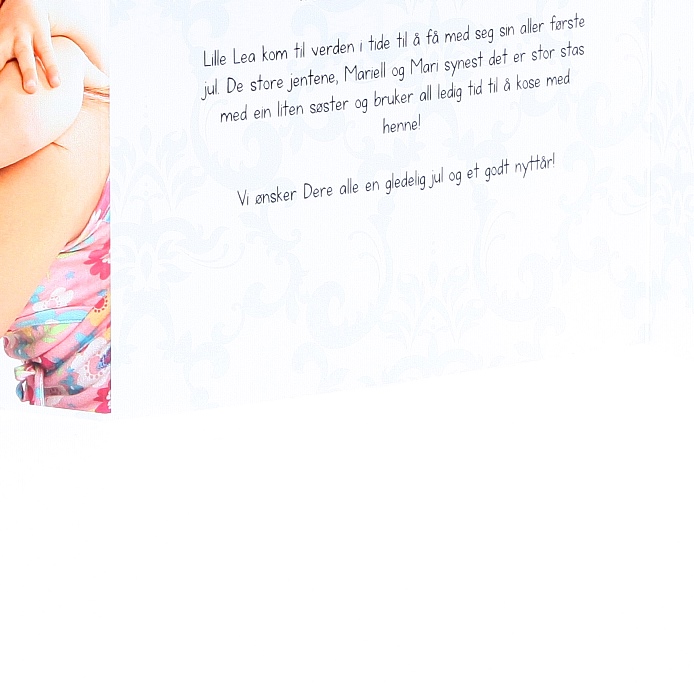 Lille Lea kom til verden i tide til å få med seg sin aller første
jul. De store jentene, Mariell og Mari synest det er stor stas
med ein liten søster og bruker all ledig tid til å kose med
henne!
Vi ønsker Dere alle en gledelig jul og et godt nyttår!